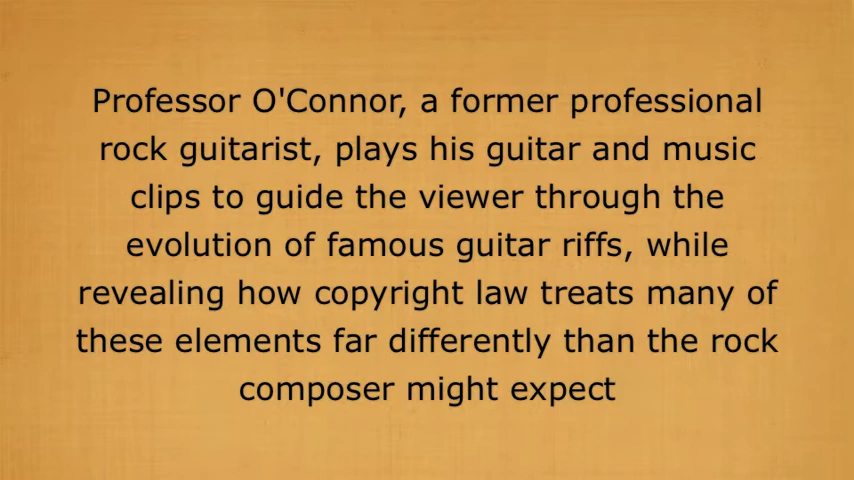 Professor O'Connor, a former professional
rock guitarist, plays his guitar and music
clips to guide the viewer through the
evolution of famous guitar riffs, while
revealing how copyright law treats many of
these elements far differently than the rock
composer might expect